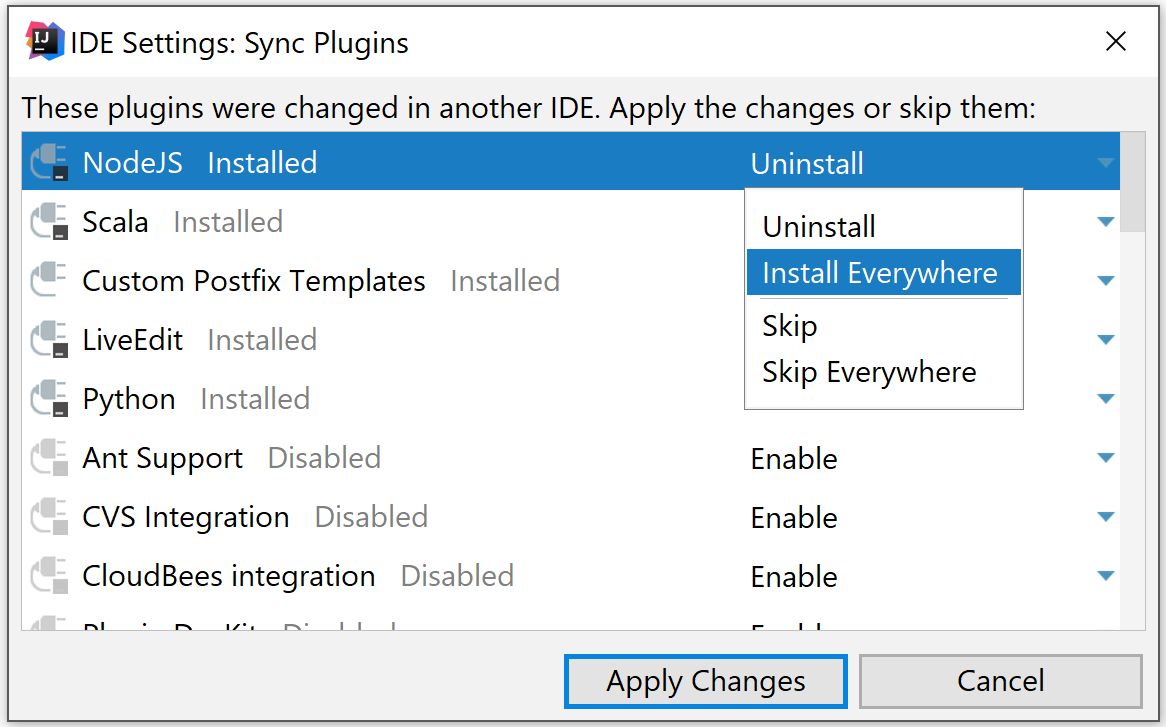 IJ IDE Settings: Sync Plugins
These plugins were changed in another IDE. Apply the changes or skip them:
NodeJS Installed Uninstall
Scala Installed
Uninstall
Custom Postfix Templates Installed
Install Everywhere
LiveEdit Installed
Skip
Skip Everywhere
Python Installed
Ant Support Disabled Enable
CVS Integration Disabled Enable
CloudBees integration Disabled Enable
Apply Changes Cancel